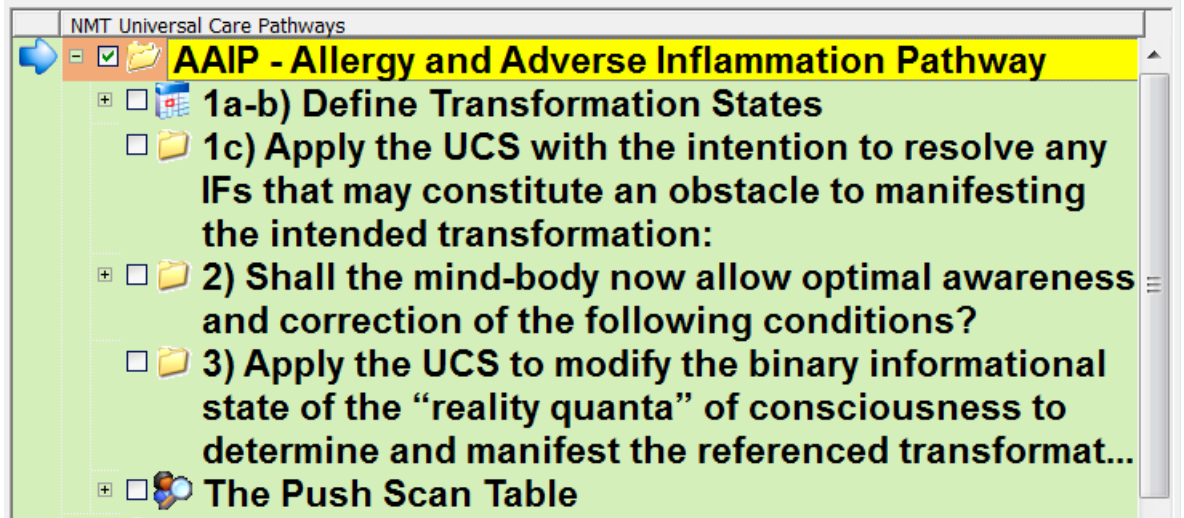 NMT Universal Care Pathways
AAIP - Allergy and Adverse Inflammation Pathway
1a-b) Define Transformation States
1c) Apply the UCS with the intention to resolve any
IFs that may constitute an obstacle to manifesting
the intended transformation:
2) Shall the mind-body now allow optimal awareness
and correction of the following conditions?
3) Apply the UCS to modify the binary informational
state of the “reality quanta” of consciousness to
determine and manifest the referenced transformat...
The Push Scan Table